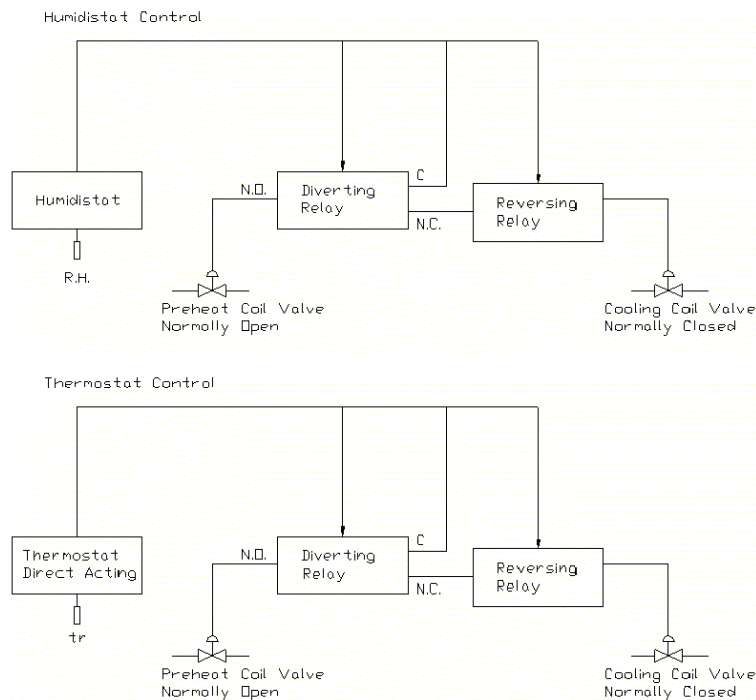 Humidistat Control
Humidistat
R.H.
N.O.
Diverting
Relay
C
N.C.
Reversing
Relay
Preheat Coil Valve
Normally Open
Cooling Coil Valve
Normally Closed
Thermostat Control
Thermostat
Direct Acting
tr
N.O.
Diverting
Relay
C
N.C.
Reversing
Relay
Preheat Coil Valve
Normally Open
Cooling Coil Valve
Normally Closed